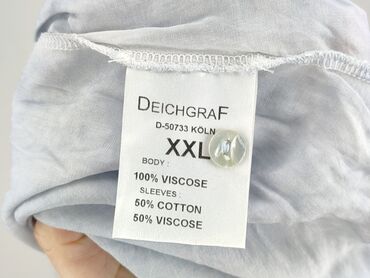 DEICHGRAF
D-50733 KÖLN
XXL
BODY :
100% VISCOSE
SLEEVES :
50% COTTON
50% VISCOSE